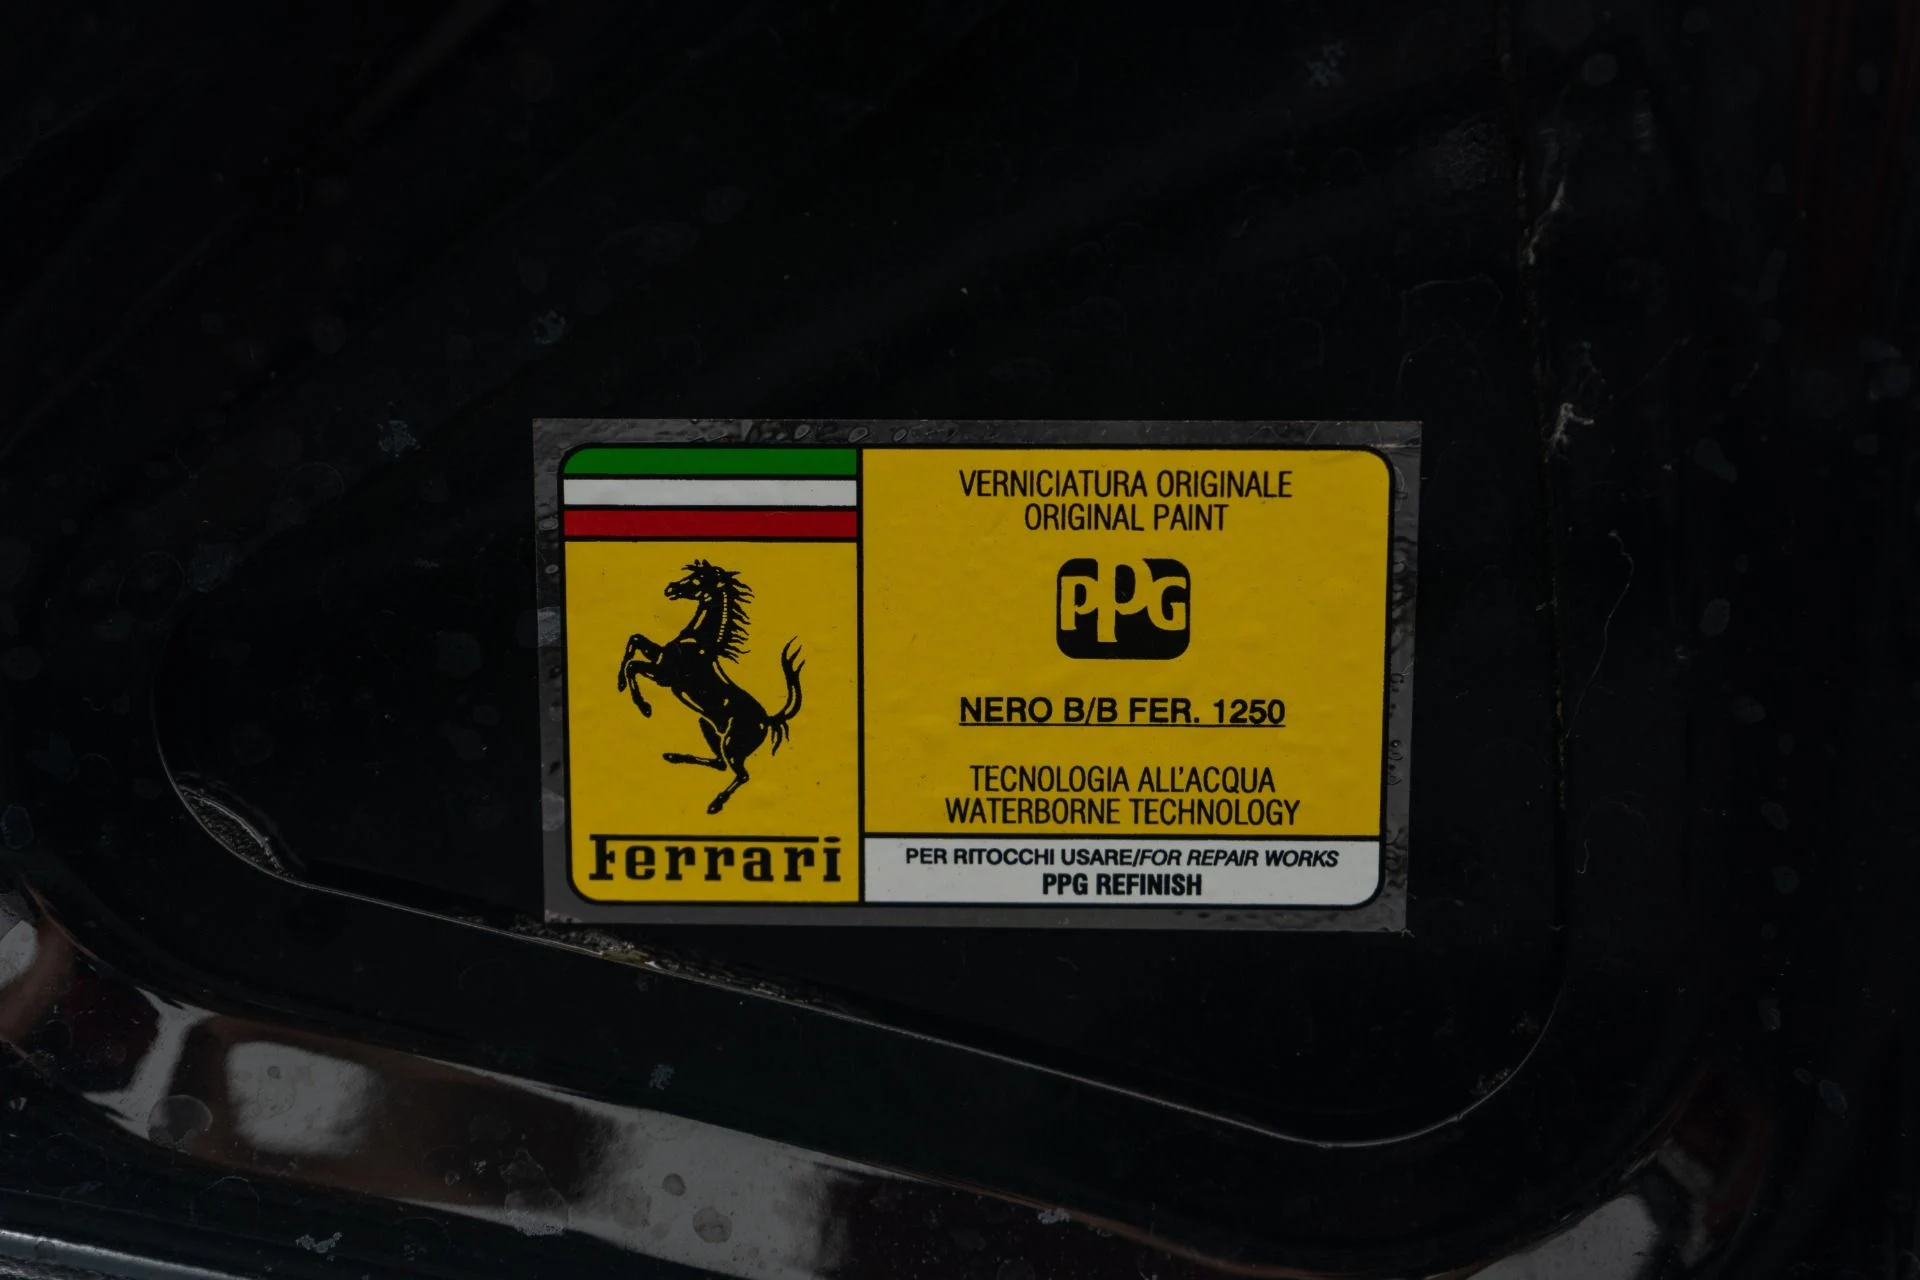 VERNICIATURA ORIGINALE
ORIGINAL PAINT
PPG
NERO B/B FER. 1250
TECNOLOGIA ALL'ACQUA
WATERBORNE TECHNOLOGY
Ferrari
PER RITOCCHI USARE/FOR REPAIR WORKS
PPG REFINISH